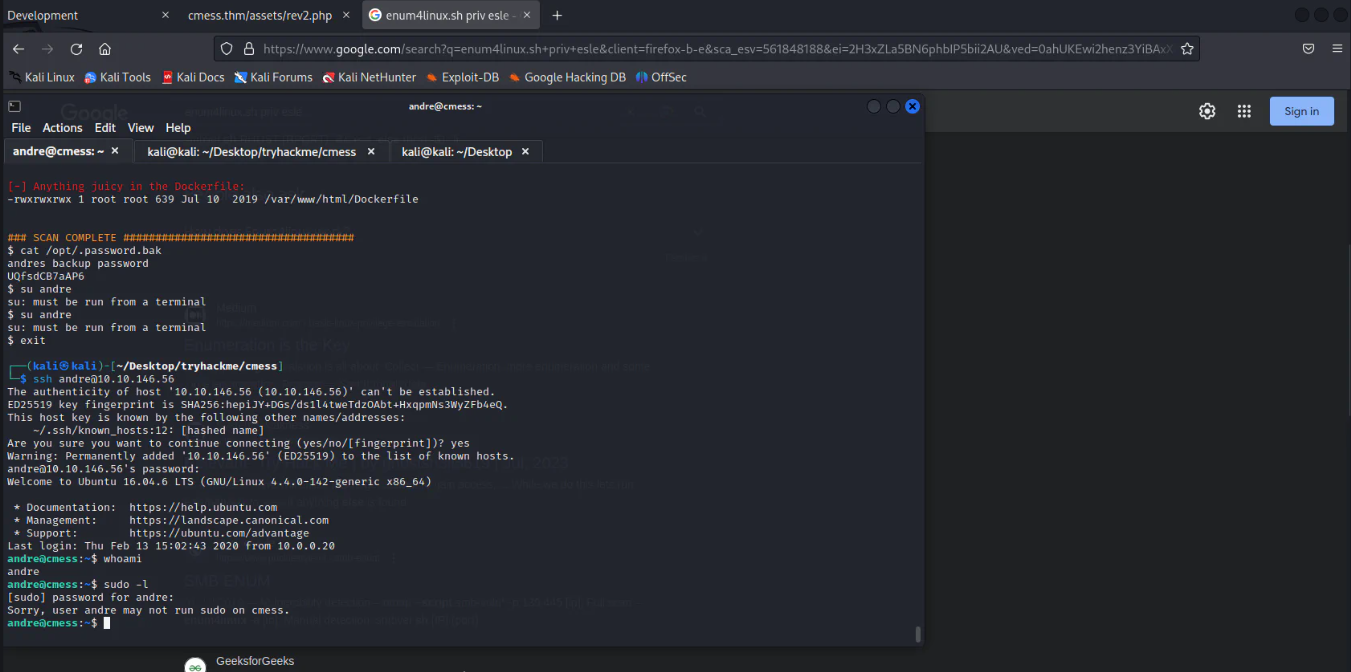 Development × cmess.thm/assets/rev2.php × enum4linux.sh priv esle - × +
https://www.google.com/search?q=enum4linux.sh+priv+esle&client=firefox-b-e&sca_esv=561848188&ei=2H3xZLa5BN6phbIP5bii2AU&ved=0ahUKEwi2henz3YiBAxX
Kali Linux Kali Tools Kali Docs Kali Forums Kali NetHunter Exploit-DB Google Hacking DB OffSec
andre@cmess: ~
Sign in
File Actions Edit View Help
andre@cmess: ~ × kali@kali: ~/Desktop/tryhackme/cmess × kali@kali: ~/Desktop ×
[-] Anything juicy in the Dockerfile:
-rwxrwxrwx 1 root root 639 Jul 10  2019 /var/www/html/Dockerfile
### SCAN COMPLETE ####################################
$ cat /opt/.password.bak
andres backup password
UQfsdCB7aAP6
$ su andre
su: must be run from a terminal
$ su andre
su: must be run from a terminal
$ exit
┌──(kali㉿kali)-[~/Desktop/tryhackme/cmess]
└─$ ssh andre@10.10.146.56
The authenticity of host '10.10.146.56 (10.10.146.56)' can't be established.
ED25519 key fingerprint is SHA256:hepiJY+DGs/ds1l4tweTdzOAbt+HxqpmNs3WyZFb4eQ.
This host key is known by the following other names/addresses:
    ~/.ssh/known_hosts:12: [hashed name]
Are you sure you want to continue connecting (yes/no/[fingerprint])? yes
Warning: Permanently added '10.10.146.56' (ED25519) to the list of known hosts.
andre@10.10.146.56's password:
Welcome to Ubuntu 16.04.6 LTS (GNU/Linux 4.4.0-142-generic x86_64)
 * Documentation:  https://help.ubuntu.com
 * Management:     https://landscape.canonical.com
 * Support:        https://ubuntu.com/advantage
Last login: Thu Feb 13 15:02:43 2020 from 10.0.0.20
andre@cmess:~$ whoami
andre
andre@cmess:~$ sudo -l
[sudo] password for andre:
Sorry, user andre may not run sudo on cmess.
andre@cmess:~$
GeeksforGeeks